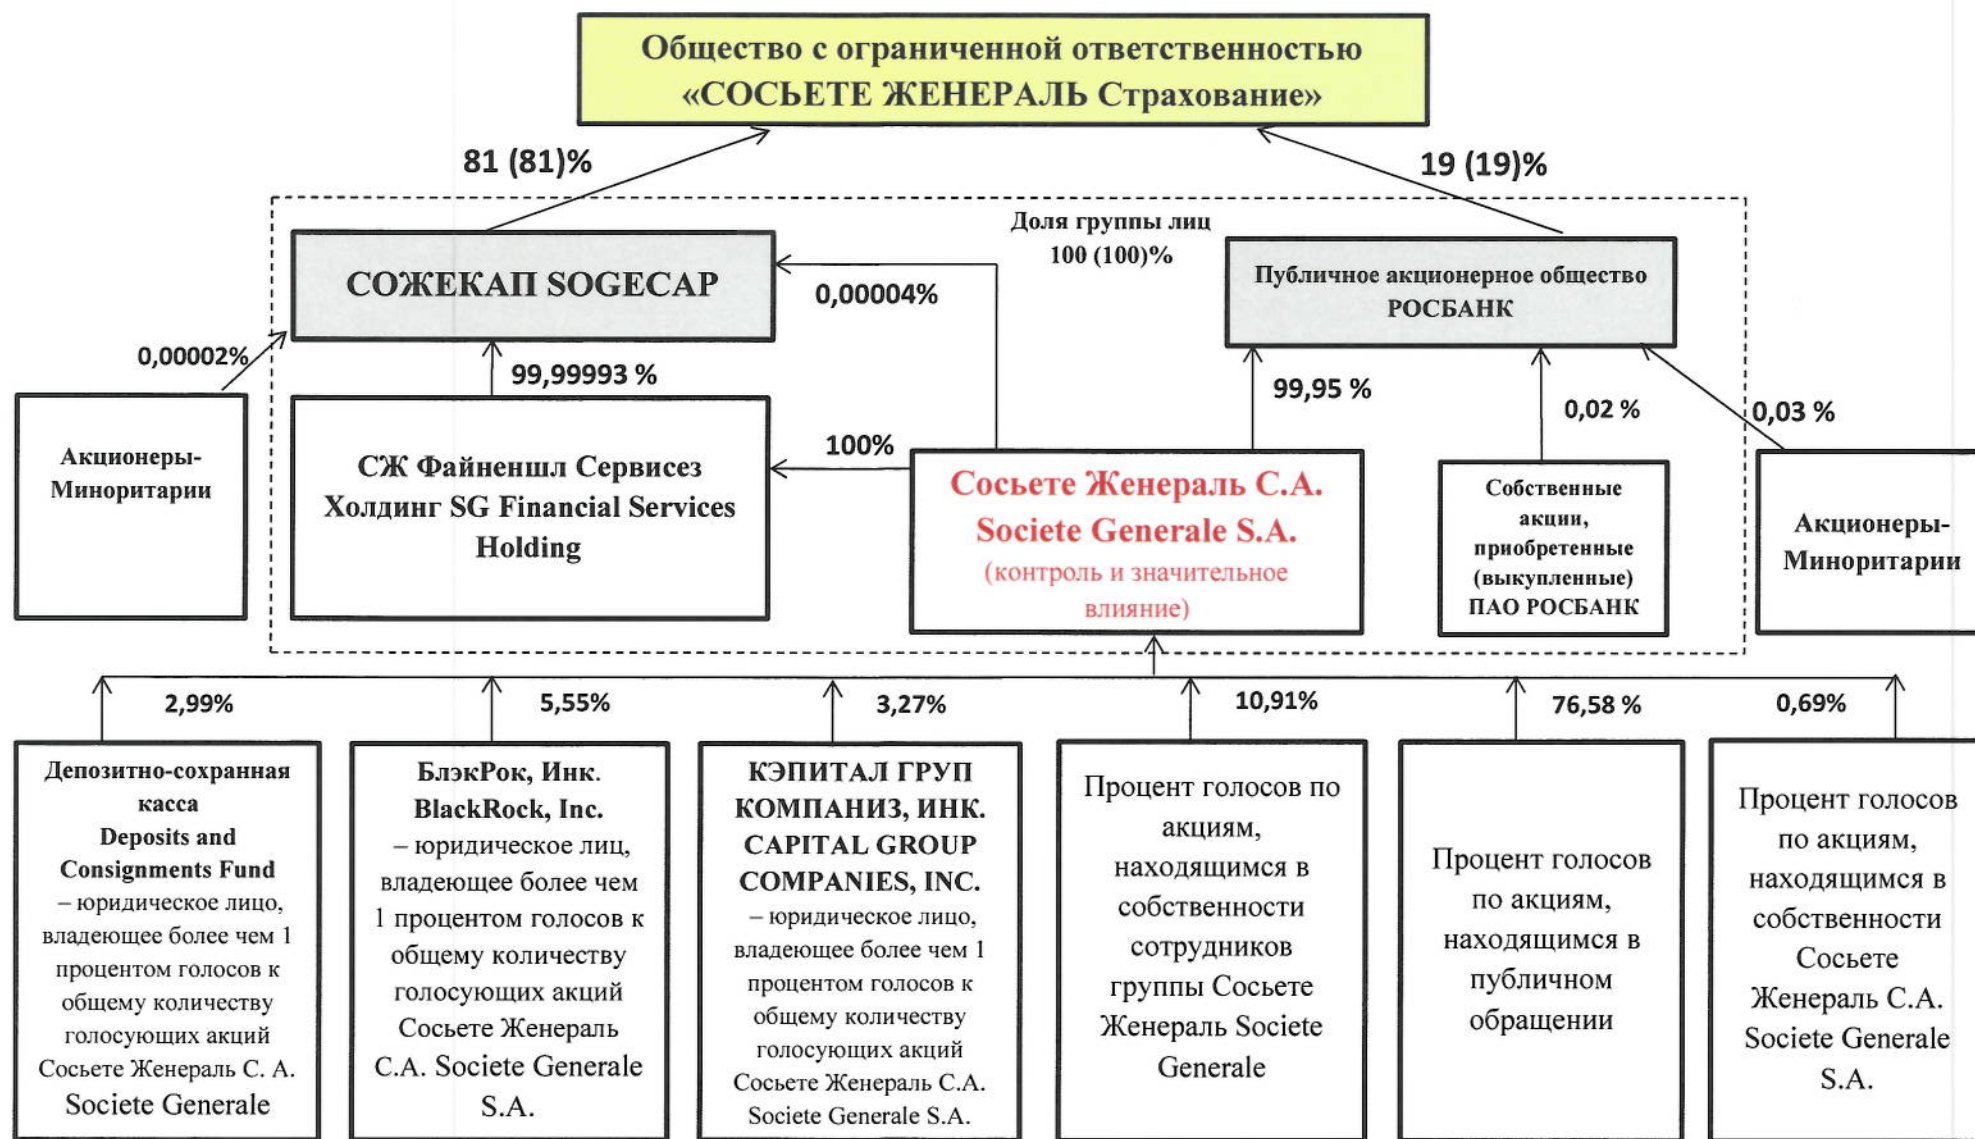 Общество с ограниченной ответственностью
«СОСЬЕТЕ ЖЕНЕРАЛЬ Страхование»
81 (81)%
19 (19)%
Доля группы лиц
100 (100)%
СОЖЕКАП SOGECAP
0,00004%
Публичное акционерное общество
РОСБАНК
0,00002%
99,99993 %
99,95 %
0,02 %
0,03 %
Акционеры-
Миноритарии
СЖ Файненшл Сервисез
Холдинг SG Financial Services
Holding
100%
Сосьете Женераль С.А.
Societe Generale S.A.
(контроль и значительное
влияние)
Собственные
акции,
приобретенные
(выкупленные)
ПАО РОСБАНК
Акционеры-
Миноритарии
2,99%
5,55%
3,27%
10,91%
76,58 %
0,69%
Депозитно-сохранная
касса
Deposits and
Consignments Fund
– юридическое лицо,
владеющее более чем 1
процентом голосов к
общему количеству
голосующих акций
Сосьете Женераль С. А.
Societe Generale
БлэкРок, Инк.
BlackRock, Inc.
– юридическое лиц,
владеющее более чем
1 процентом голосов к
общему количеству
голосующих акций
Сосьете Женераль
С.А. Societe Generale
S.A.
КЭПИТАЛ ГРУП
КОМПАНИЗ, ИНК.
CAPITAL GROUP
COMPANIES, INC.
– юридическое лицо,
владеющее более чем 1
процентом голосов к
общему количеству
голосующих акций
Сосьете Женераль С.А.
Societe Generale S.A.
Процент голосов по
акциям,
находящимся в
собственности
сотрудников
группы Сосьете
Женераль Societe
Generale
Процент голосов
по акциям,
находящимся в
публичном
обращении
Процент голосов
по акциям,
находящимся в
собственности
Сосьете
Женераль С.А.
Societe Generale
S.A.